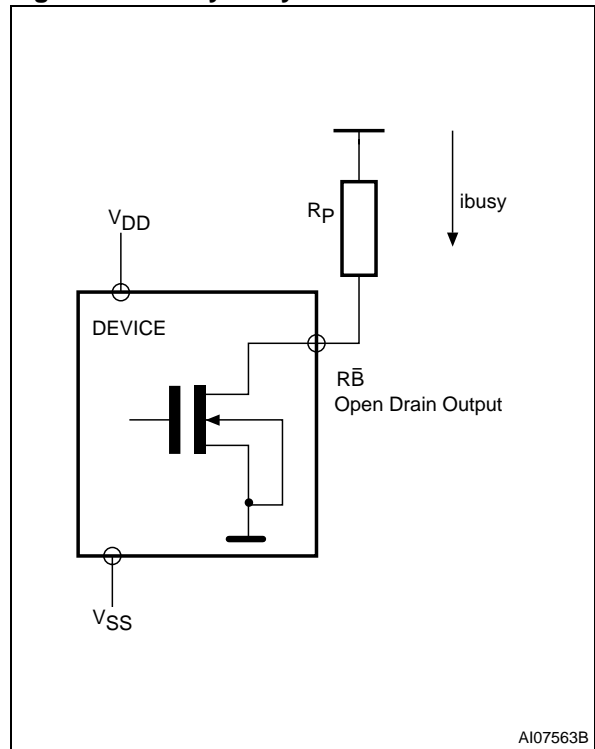 RP
ibusy
VDD
DEVICE
RB̅
Open Drain Output
VSS
AI07563B